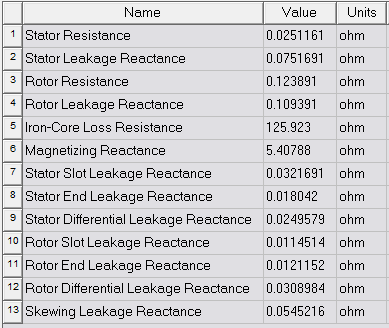 Name Value Units
1 Stator Resistance 0.0251161 ohm
2 Stator Leakage Reactance 0.0751691 ohm
3 Rotor Resistance 0.123891 ohm
4 Rotor Leakage Reactance 0.109391 ohm
5 Iron-Core Loss Resistance 125.923 ohm
6 Magnetizing Reactance 5.40788 ohm
7 Stator Slot Leakage Reactance 0.0321691 ohm
8 Stator End Leakage Reactance 0.018042 ohm
9 Stator Differential Leakage Reactance 0.0249579 ohm
10 Rotor Slot Leakage Reactance 0.0114514 ohm
11 Rotor End Leakage Reactance 0.0121152 ohm
12 Rotor Differential Leakage Reactance 0.0308984 ohm
13 Skewing Leakage Reactance 0.0545216 ohm